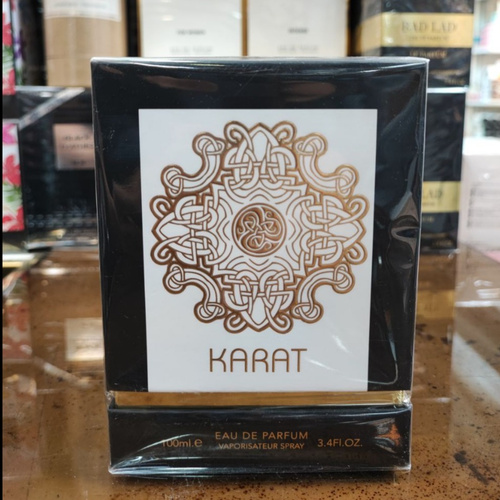 BAD LAD
KARAT
100ml.e EAU DE PARFUM 3.4Fl.OZ.
VAPORISATEUR SPRAY